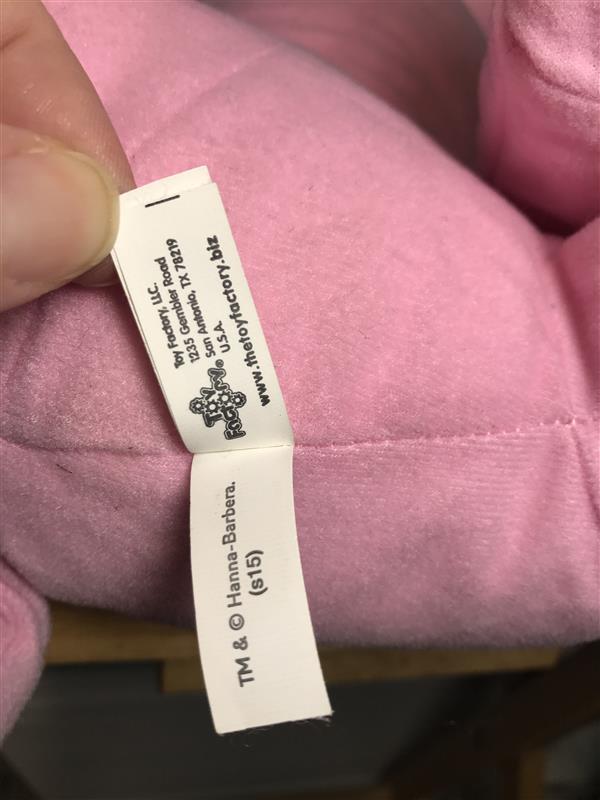 Toy Factory, LLC.
1235 Gembler Road
San Antonio, TX 78219
U.S.A.
TOY
FACTORY®
www.thetoyfactory.biz
TM & © Hanna-Barbera.
(s15)